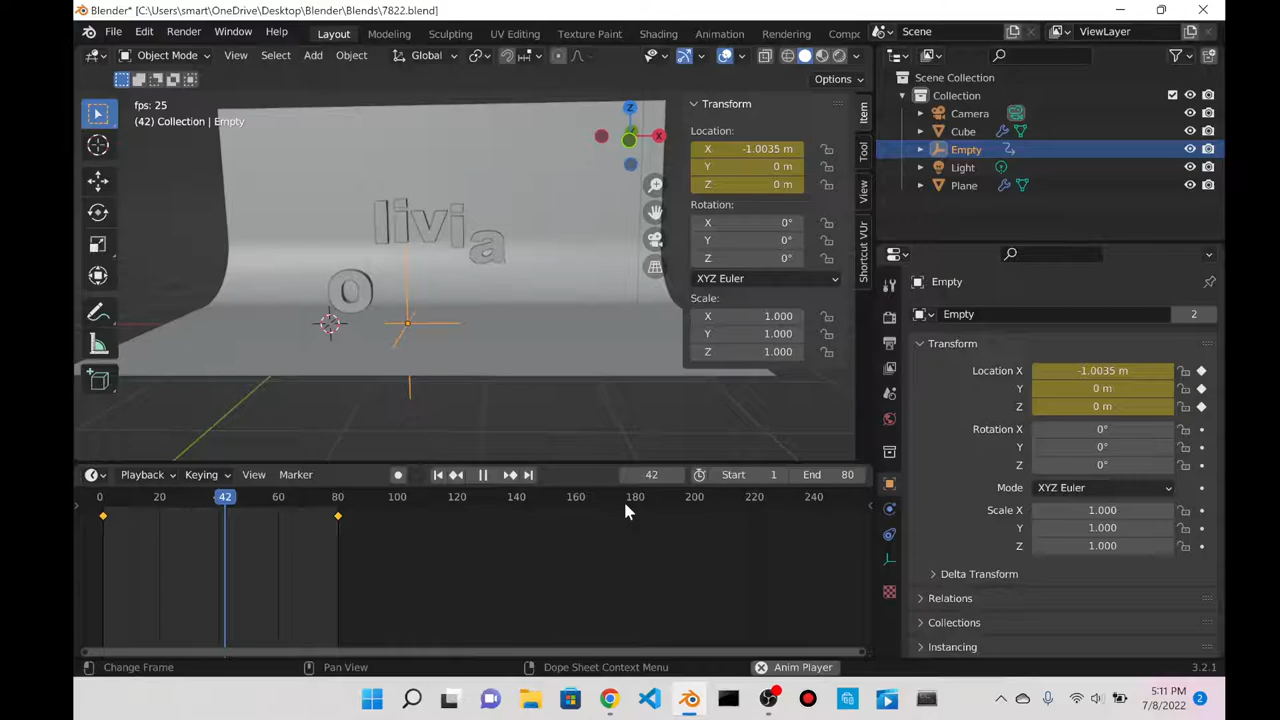 Blender* [C:\Users\smart\OneDrive\Desktop\Blender\Blends\7822.blend]
File Edit Render Window Help Layout Modeling Sculpting UV Editing Texture Paint Shading Animation Rendering Comp Scene ViewLayer
Object Mode View Select Add Object Global
Options
Scene Collection
Collection
Camera
Cube
Empty
Light
Plane
fps: 25
(42) Collection | Empty
Z
X
livia
o
Transform
Location:
X -1.0035 m
Y 0 m
Z 0 m
Rotation:
X 0°
Y 0°
Z 0°
XYZ Euler
Scale:
X 1.000
Y 1.000
Z 1.000
Item
Tool
View
Shortcut VUr
Empty
Empty 2
Transform
Location X -1.0035 m
Y 0 m
Z 0 m
Rotation X 0°
Y 0°
Z 0°
Mode XYZ Euler
Scale X 1.000
Y 1.000
Z 1.000
Delta Transform
Relations
Collections
Instancing
Playback Keying View Marker 42 Start 1 End 80
0 20 42 60 80 100 120 140 160 180 200 220 240
Change Frame Pan View Dope Sheet Context Menu Anim Player 3.2.1
5:11 PM
7/8/2022 2